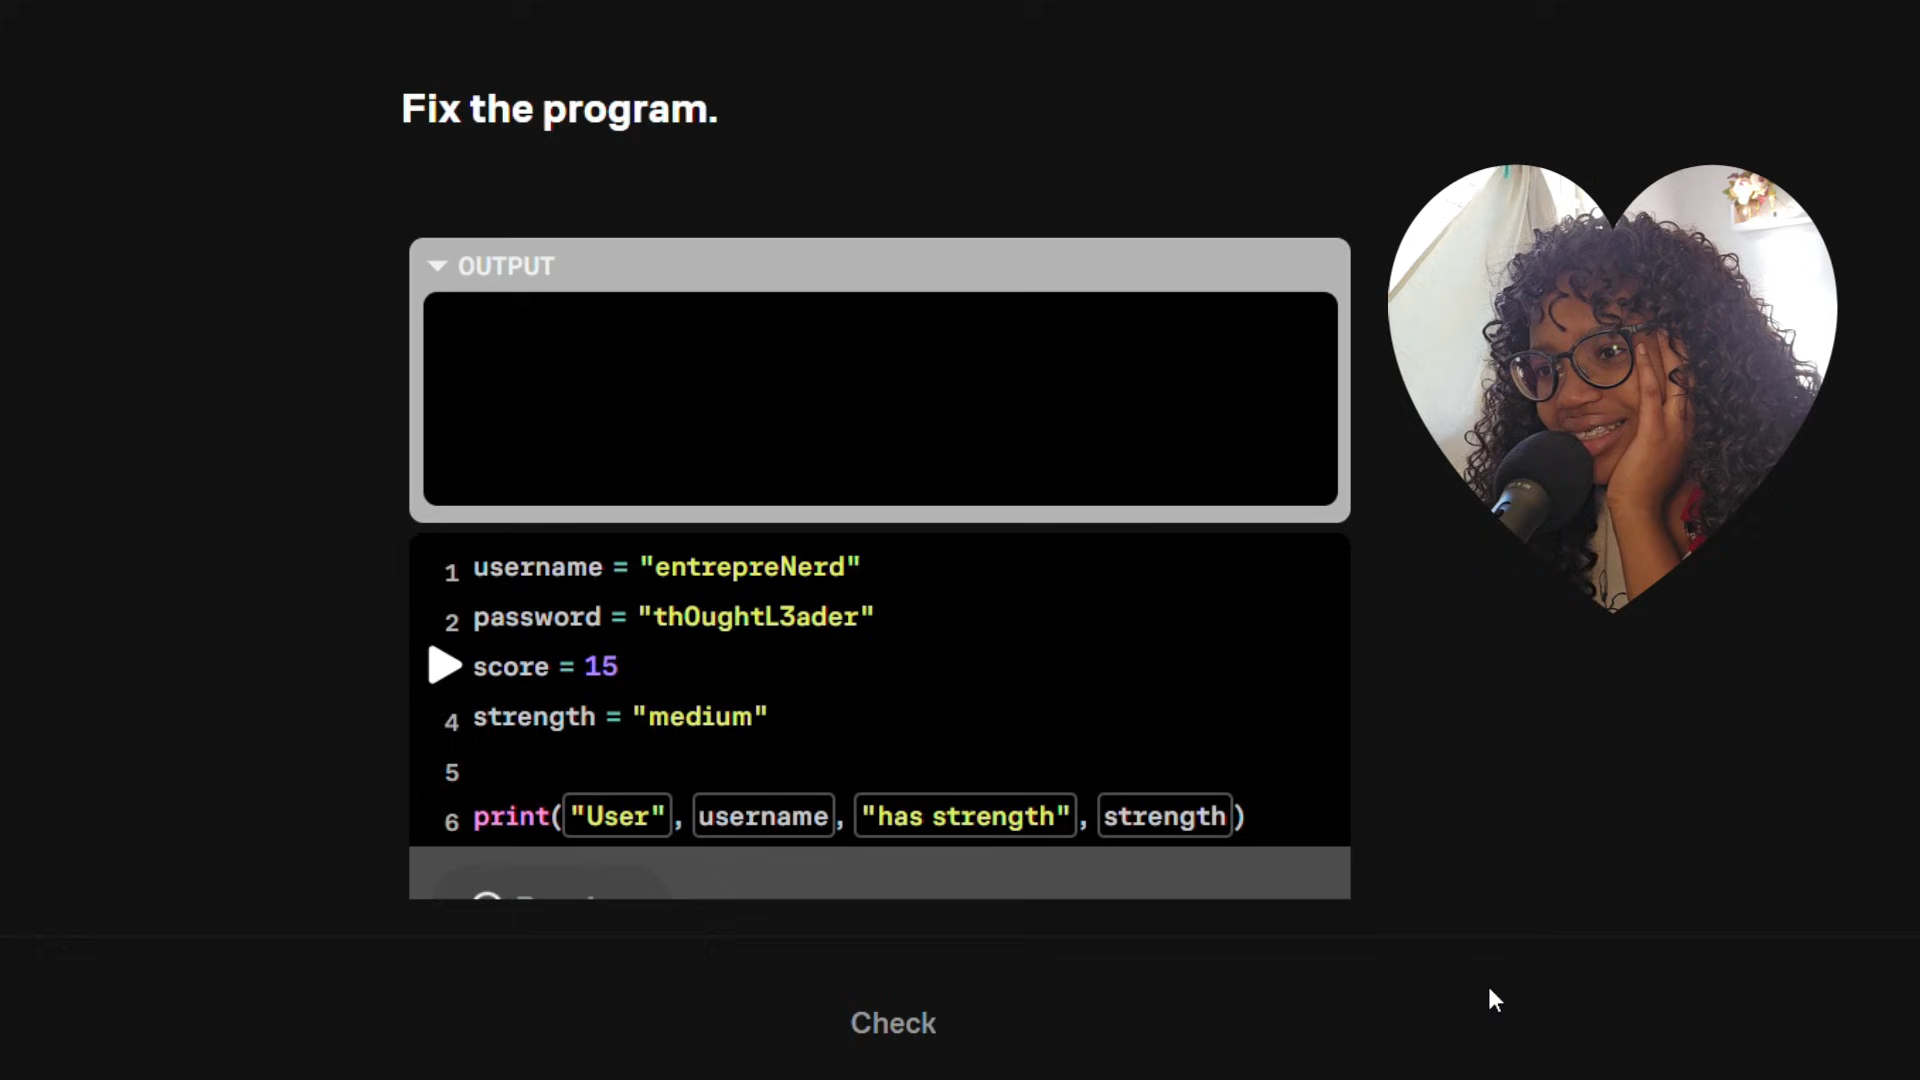 Fix the program.
OUTPUT
1 username = "entrepreNerd"
2 password = "th0ughtL3ader"
score = 15
4 strength = "medium"
5
6 print("User", username, "has strength", strength)
Check